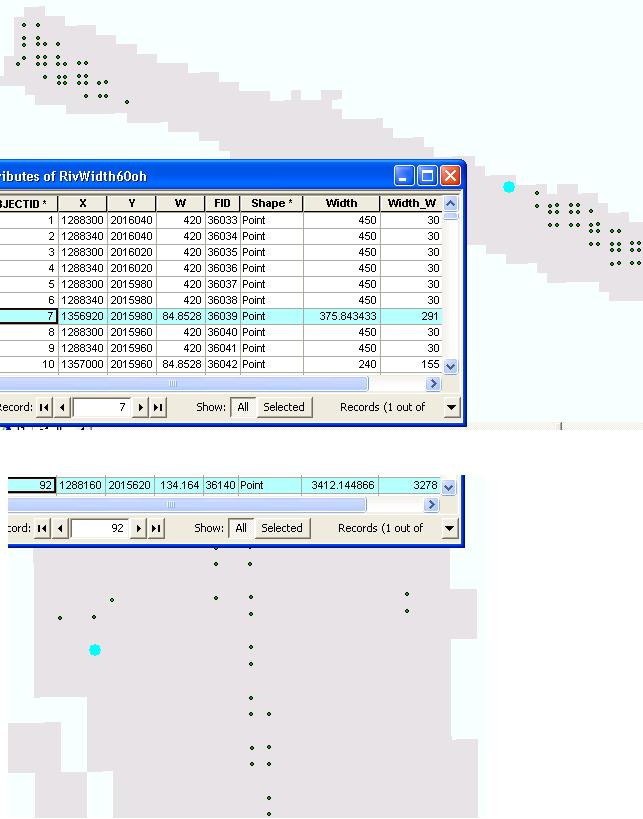 ributes of RivWidth60oh
BJECTID * X Y W FID Shape * Width Width_W
1 1288300 2016040 420 36033 Point 450 30
2 1288340 2016040 420 36034 Point 450 30
3 1288300 2016020 420 36035 Point 450 30
4 1288340 2016020 420 36036 Point 450 30
5 1288300 2015980 420 36037 Point 450 30
6 1288340 2015980 420 36038 Point 450 30
7 1356920 2015980 84.8528 36039 Point 375.843433 291
8 1288300 2015960 420 36040 Point 450 30
9 1288340 2015960 420 36041 Point 450 30
10 1357000 2015960 84.8528 36042 Point 240 155
Record: 7 Show: All Selected Records (1 out of
92 1288160 2015620 134.164 36140 Point 3412.144866 3278
cord: 92 Show: All Selected Records (1 out of